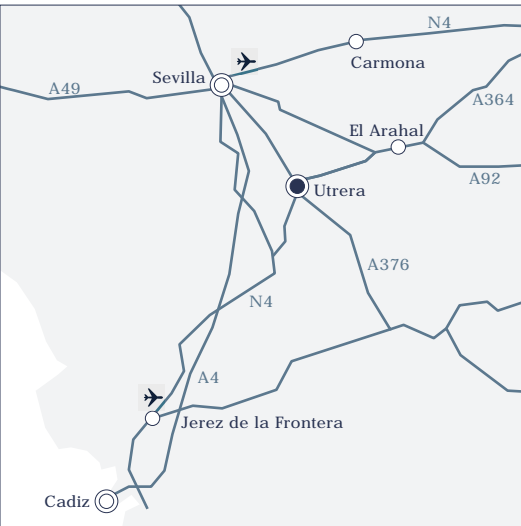 N4
Carmona
Sevilla
A49
A364
El Arahal
A92
Utrera
A376
N4
A4
Jerez de la Frontera
Cadiz